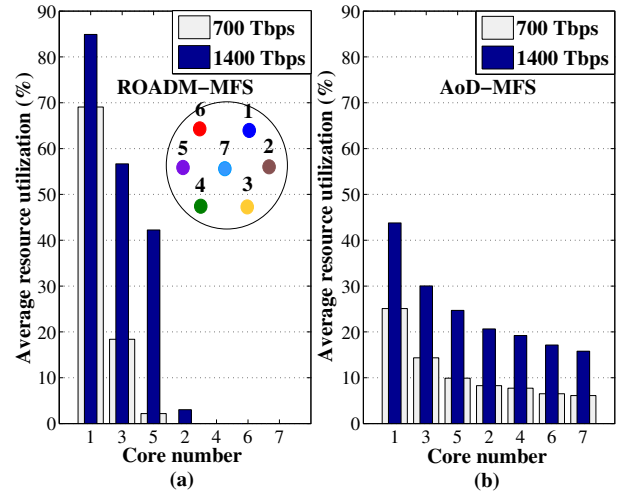 90
80
70
60
50
40
30
20
10
0
Average resource utilization (%)
700 Tbps
1400 Tbps
ROADM−MFS
6
1
5
7
2
4
3
1 3 5 2 4 6 7
Core number
(a)
90
80
70
60
50
40
30
20
10
0
Average resource utilization (%)
700 Tbps
1400 Tbps
AoD−MFS
1 3 5 2 4 6 7
Core number
(b)